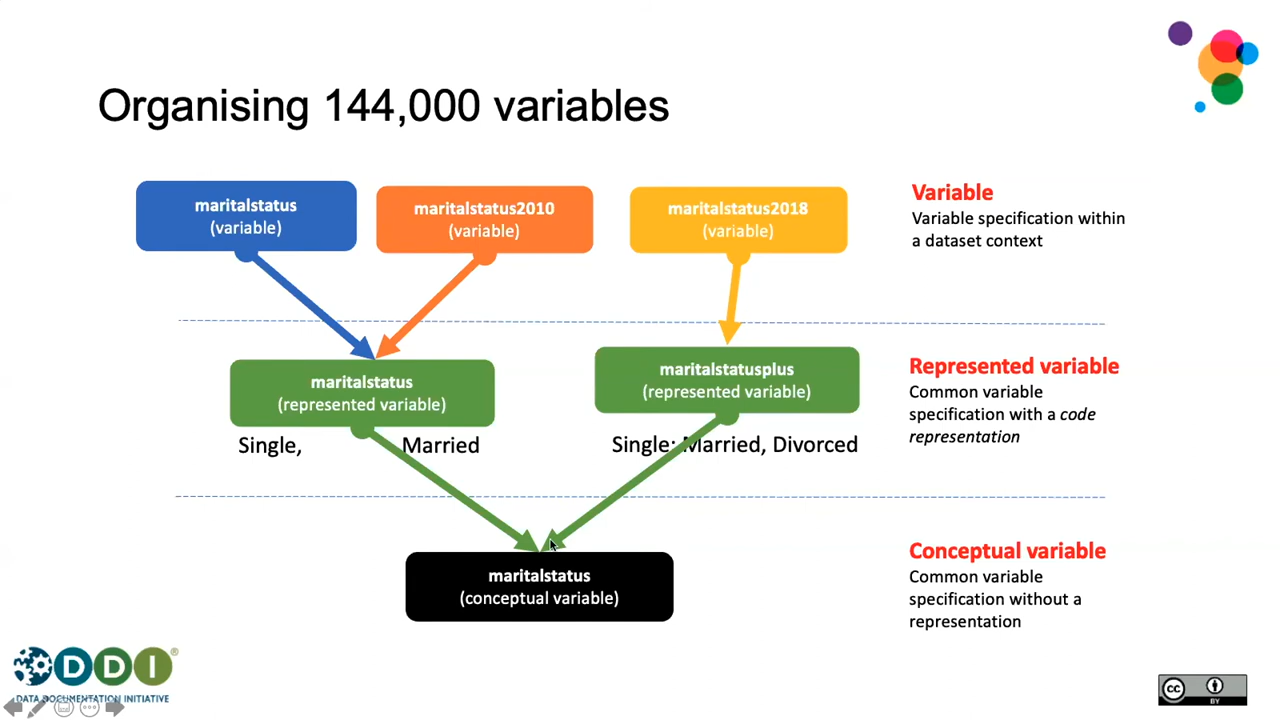 Organising 144,000 variables
maritalstatus
(variable)
maritalstatus2010
(variable)
maritalstatus2018
(variable)
Variable
Variable specification within
a dataset context
maritalstatus
(represented variable)
Single, Married
maritalstatusplus
(represented variable)
Single; Married, Divorced
Represented variable
Common variable
specification with a code
representation
maritalstatus
(conceptual variable)
Conceptual variable
Common variable
specification without a
representation
DDI®
DATA DOCUMENTATION INITIATIVE
cc
BY